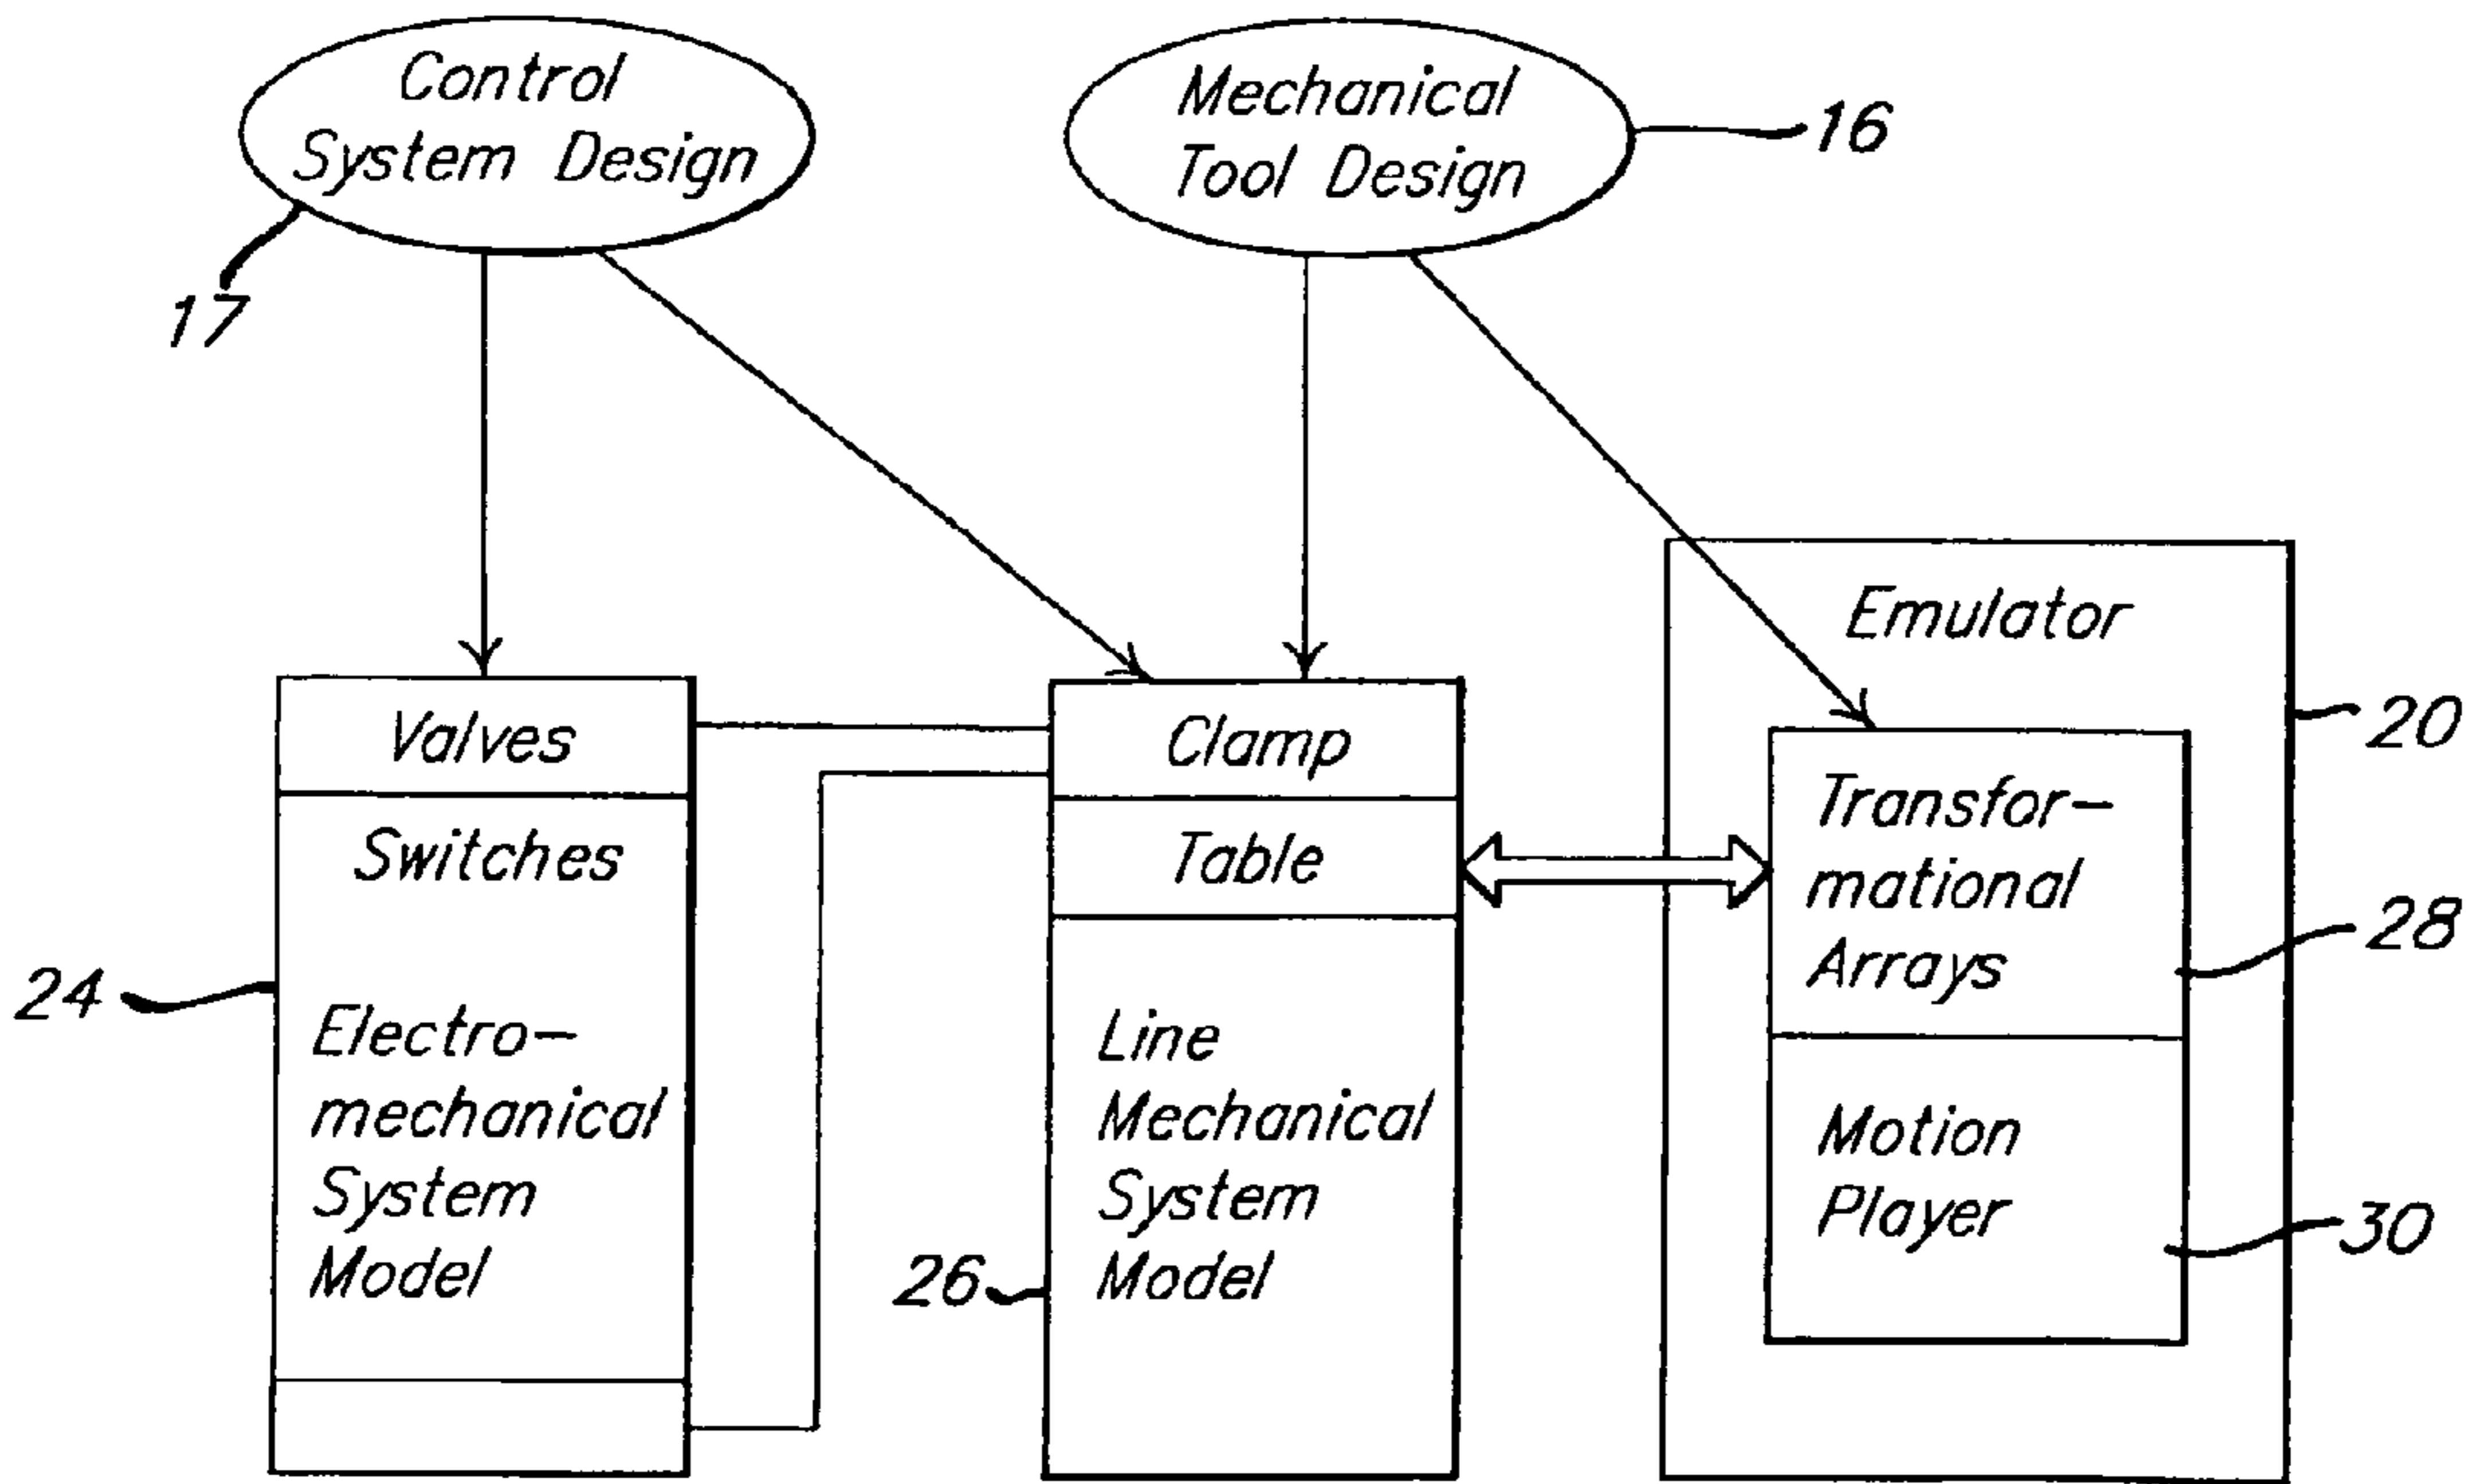 Control
System Design
17
Mechanical
Tool Design
16
Valves
Switches
Electro-
mechanical
System
Model
24
Clamp
Table
Line
Mechanical
System
Model
26
Emulator
20
Transfor-
mational
Arrays
28
Motion
Player
30